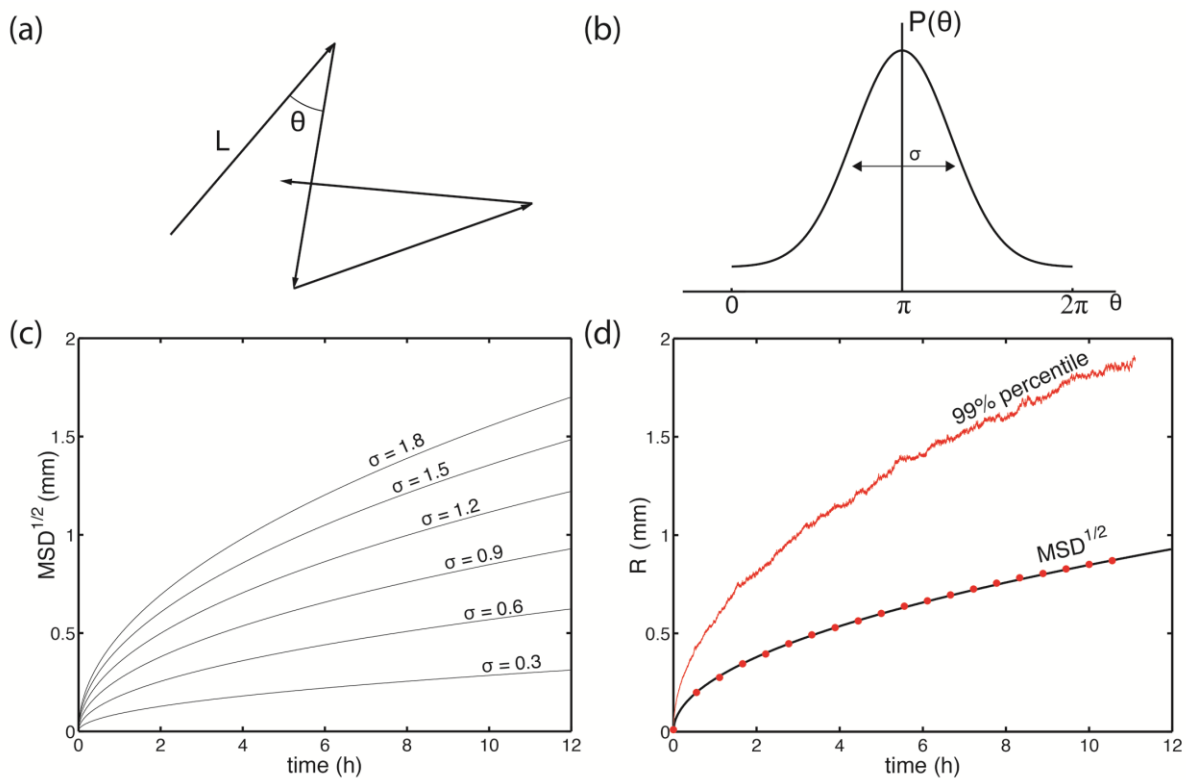 (a)
L
θ
(b)
P(θ)
σ
0
π
2π
θ
(c)
2
1.5
1
0.5
0
MSD1/2 (mm)
σ = 1.8
σ = 1.5
σ = 1.2
σ = 0.9
σ = 0.6
σ = 0.3
0 2 4 6 8 10 12
time (h)
(d)
2
1.5
1
0.5
0
R (mm)
99% percentile
MSD1/2
0 2 4 6 8 10 12
time (h)